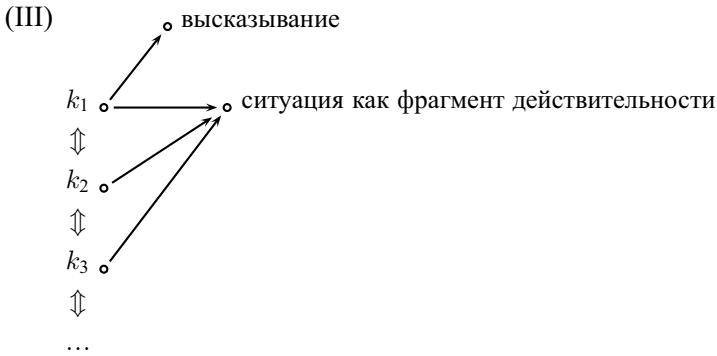 (III) высказывание
k₁ ситуация как фрагмент действительности
⇕
k₂
⇕
k₃
⇕
...